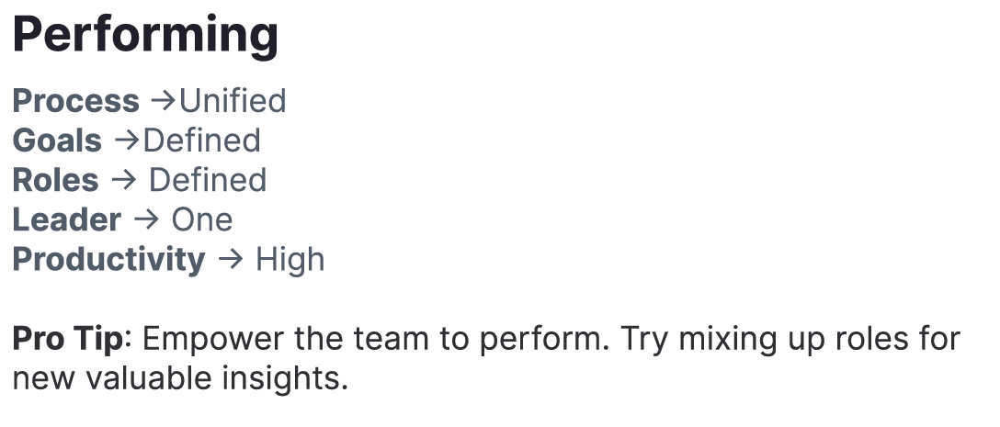 Performing
Process →Unified
Goals →Defined
Roles → Defined
Leader → One
Productivity → High
Pro Tip: Empower the team to perform. Try mixing up roles for
new valuable insights.